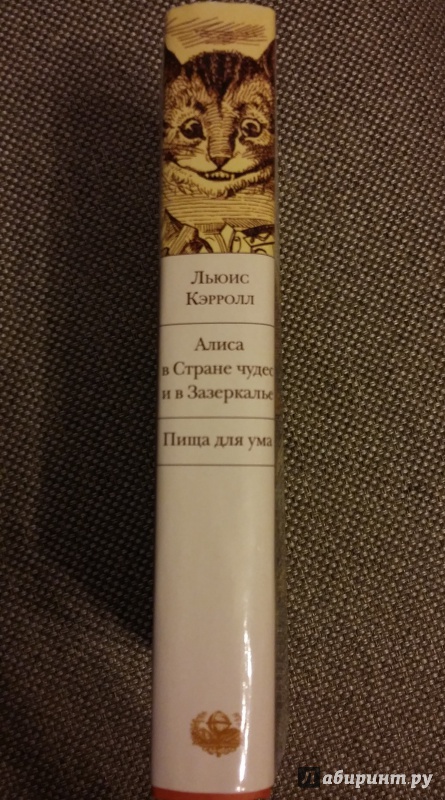 Льюис
Кэрролл
Алиса
в Стране чудес
и в Зазеркалье
Пища для ума
Лабиринт.ру